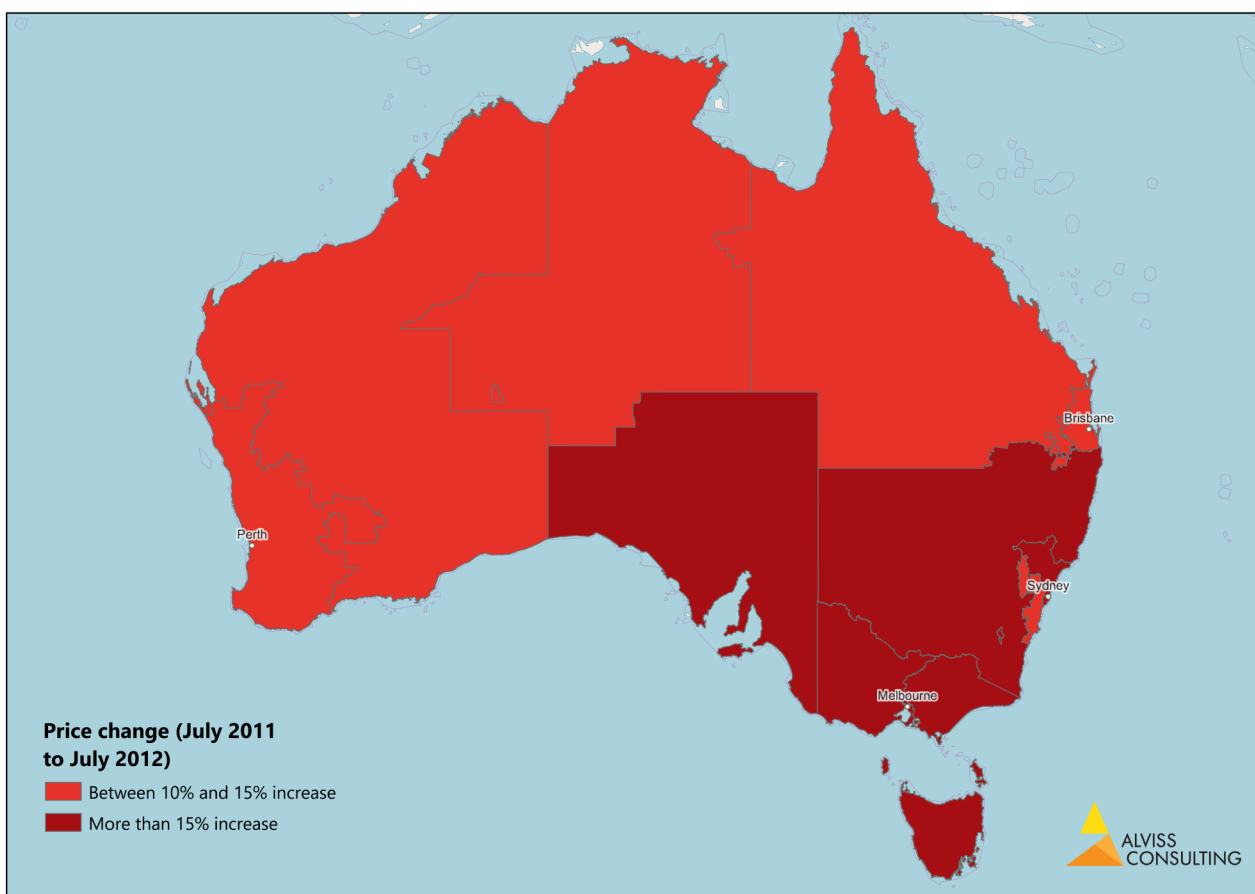 Brisbane
Perth
Sydney
Melbourne
Price change (July 2011
to July 2012)
Between 10% and 15% increase
More than 15% increase
ALVISS
CONSULTING